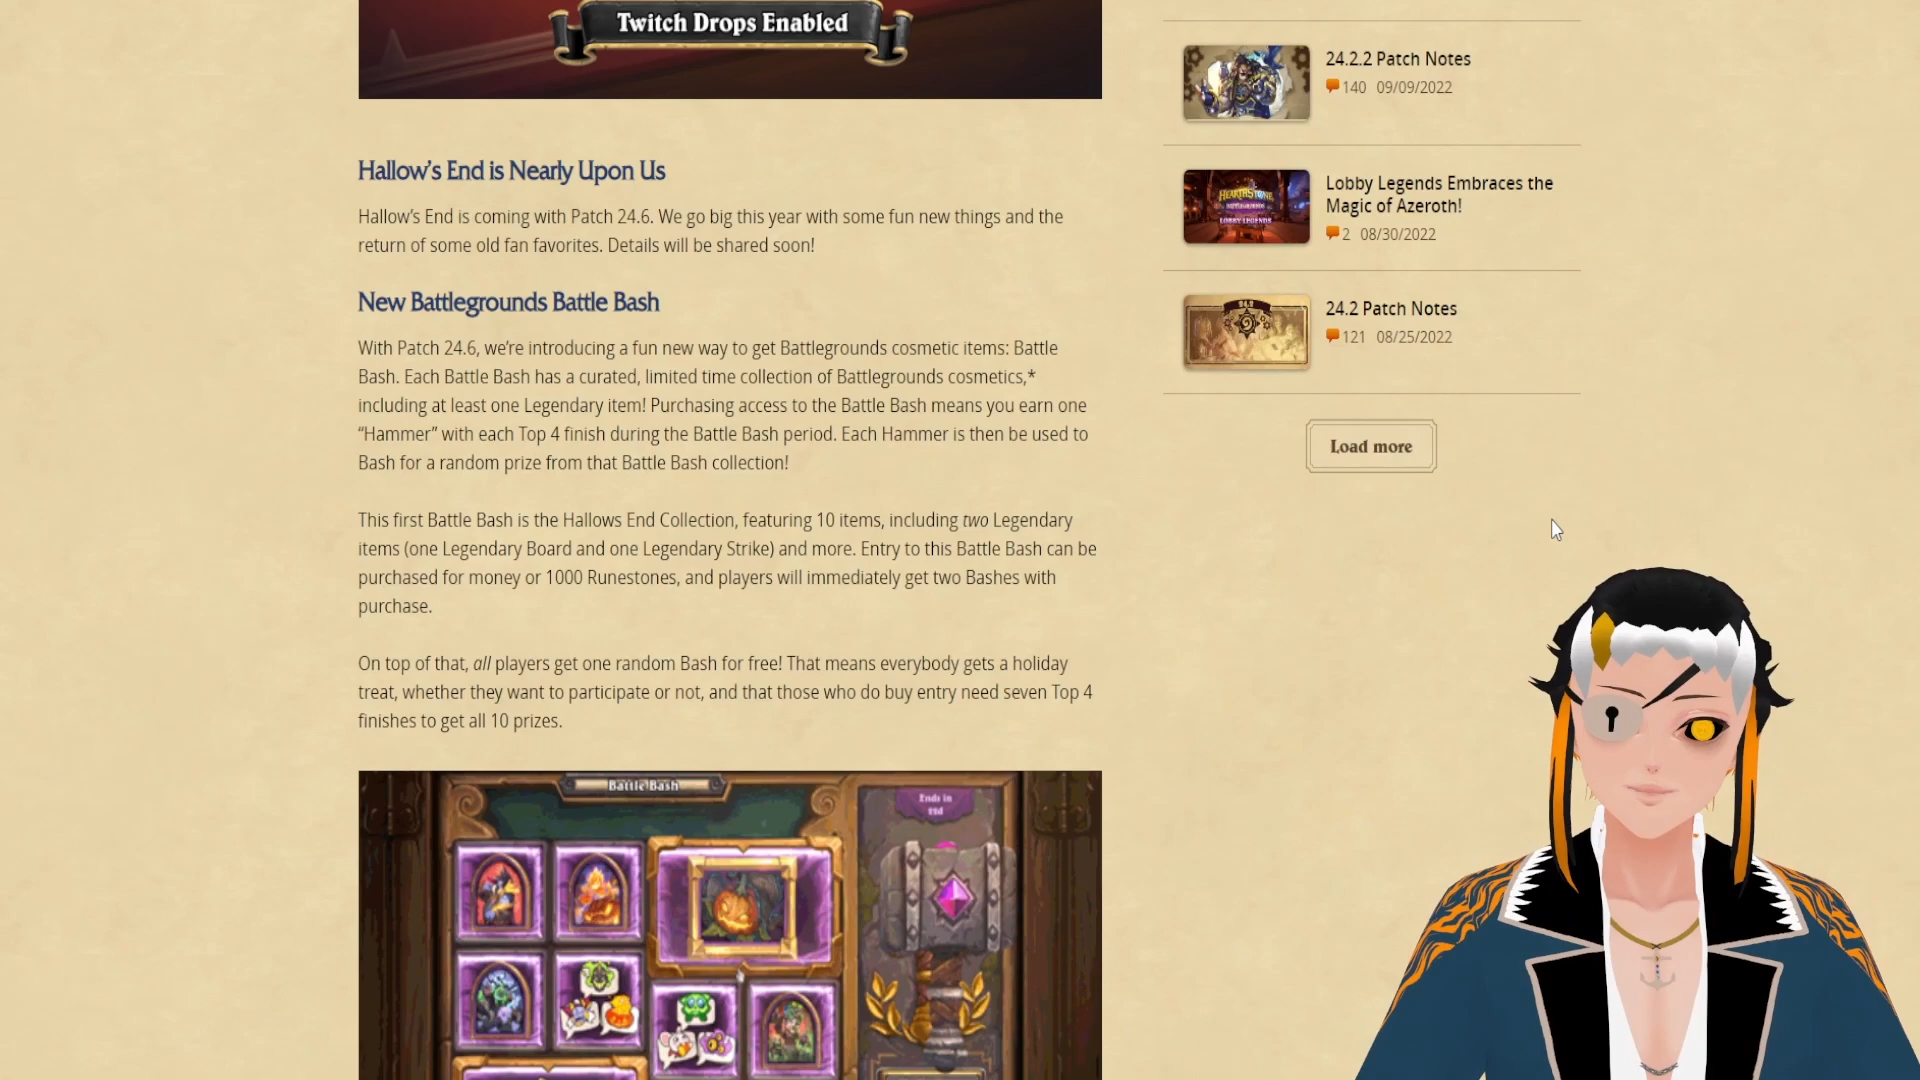 Twitch Drops Enabled
Hallow's End is Nearly Upon Us
Hallow's End is coming with Patch 24.6. We go big this year with some fun new things and the
return of some old fan favorites. Details will be shared soon!
New Battlegrounds Battle Bash
With Patch 24.6, we're introducing a fun new way to get Battlegrounds cosmetic items: Battle
Bash. Each Battle Bash has a curated, limited time collection of Battlegrounds cosmetics,*
including at least one Legendary item! Purchasing access to the Battle Bash means you earn one
“Hammer” with each Top 4 finish during the Battle Bash period. Each Hammer is then be used to
Bash for a random prize from that Battle Bash collection!
This first Battle Bash is the Hallows End Collection, featuring 10 items, including two Legendary
items (one Legendary Board and one Legendary Strike) and more. Entry to this Battle Bash can be
purchased for money or 1000 Runestones, and players will immediately get two Bashes with
purchase.
On top of that, all players get one random Bash for free! That means everybody gets a holiday
treat, whether they want to participate or not, and that those who do buy entry need seven Top 4
finishes to get all 10 prizes.
Battle Bash
Ends in
24.2.2 Patch Notes
140 09/09/2022
HEARTHSTONE
BATTLEGROUNDS
LOBBY LEGENDS
Lobby Legends Embraces the
Magic of Azeroth!
2 08/30/2022
24.2
24.2 Patch Notes
121 08/25/2022
Load more